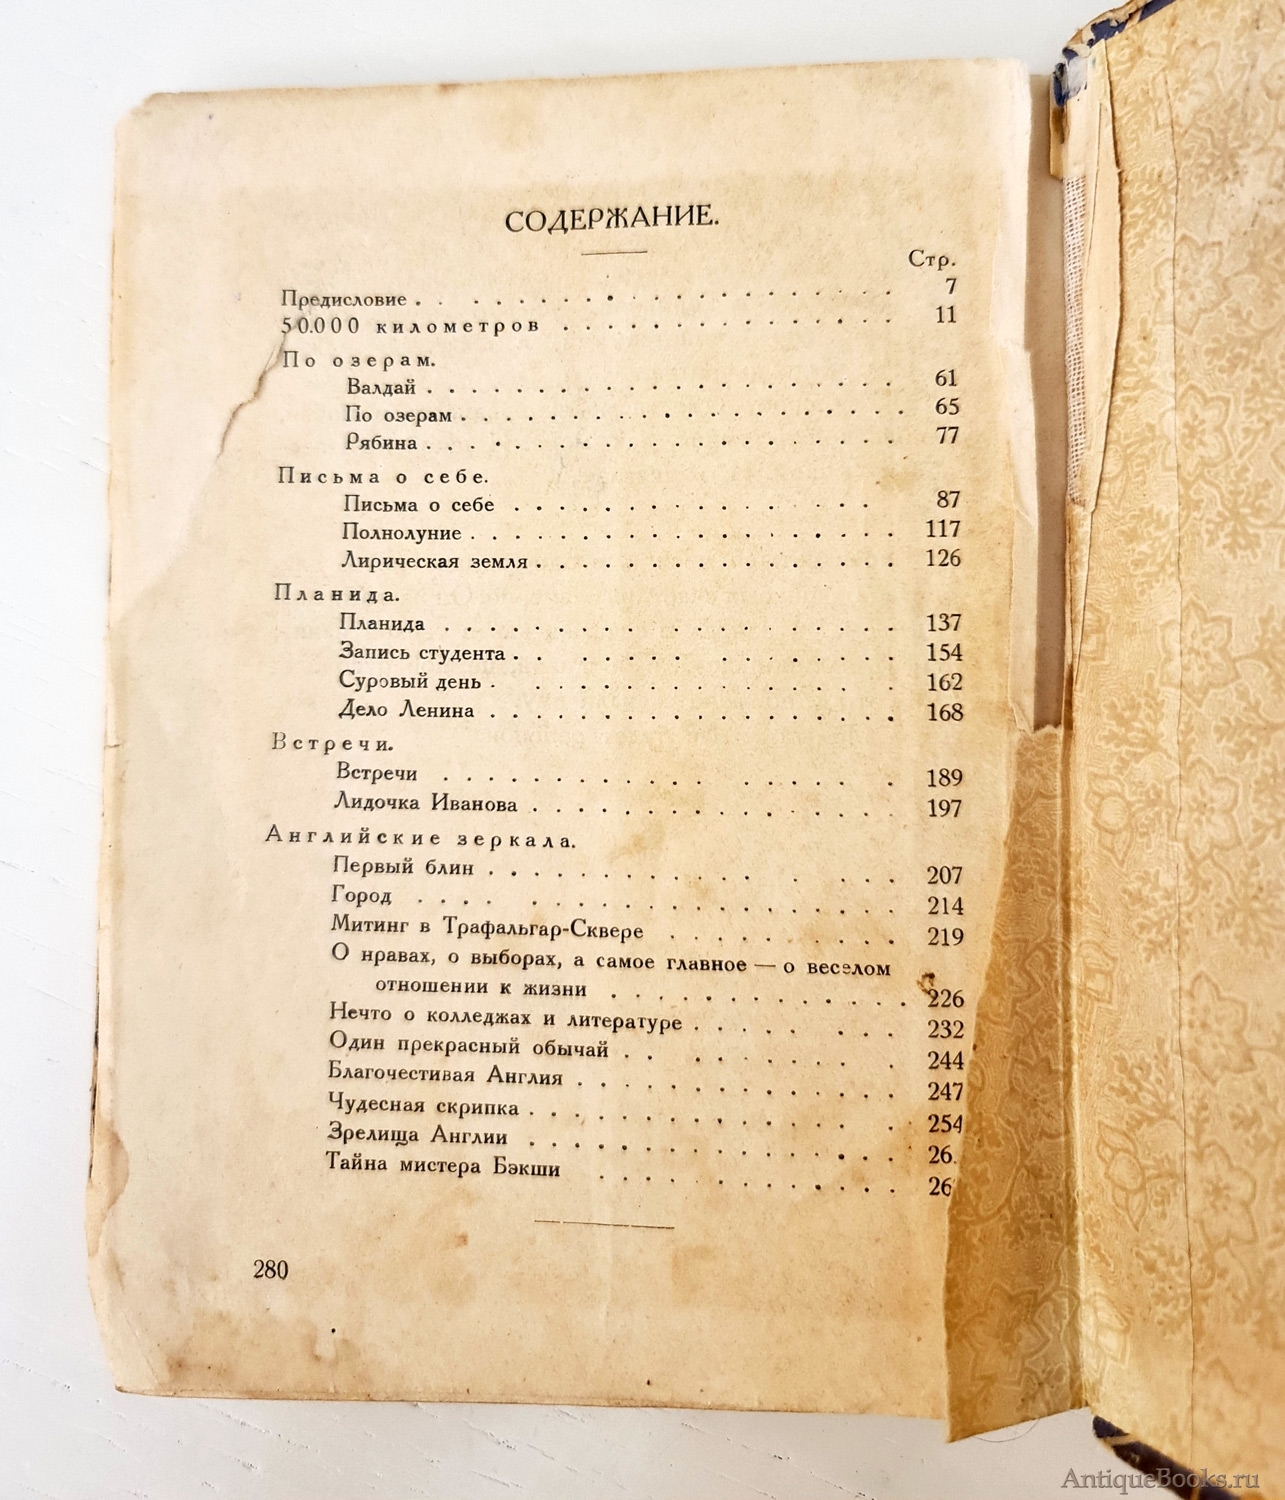 СОДЕРЖАНИЕ.
Стр.
Предисловие . . . . . . . . . . . . . . . . . . . 7
50.000 километров . . . . . . . . . . . . . . . 11
По озерам.
Валдай . . . . . . . . . . . . . . . . . . . . 61
По озерам . . . . . . . . . . . . . . . . . . . 65
Рябина . . . . . . . . . . . . . . . . . . . . 77
Письма о себе.
Письма о себе . . . . . . . . . . . . . . . . 87
Полнолуние . . . . . . . . . . . . . . . . . . 117
Лирическая земля . . . . . . . . . . . . . . . . 126
Планида.
Планида . . . . . . . . . . . . . . . . . . . 137
Запись студента . . . . . . . . . . . . . . . . 154
Суровый день . . . . . . . . . . . . . . . . . 162
Дело Ленина . . . . . . . . . . . . . . . . . . 168
Встречи.
Встречи . . . . . . . . . . . . . . . . . . . 189
Лидочка Иванова . . . . . . . . . . . . . . . . 197
Английские зеркала.
Первый блин . . . . . . . . . . . . . . . . . 207
Город . . . . . . . . . . . . . . . . . . . . 214
Митинг в Трафальгар-Сквере . . . . . . . . . . 219
О нравах, о выборах, а самое главное — о веселом
отношении к жизни . . . . . . . . . . . . . 226
Нечто о колледжах и литературе . . . . . . . . 232
Один прекрасный обычай . . . . . . . . . . . 244
Благочестивая Англия . . . . . . . . . . . . . . 247
Чудесная скрипка . . . . . . . . . . . . . . . . 254
Зрелища Англии . . . . . . . . . . . . . . . .
Тайна мистера Бэкши . . . . . . . . . . . . .
280
AntiqueBooks.ru